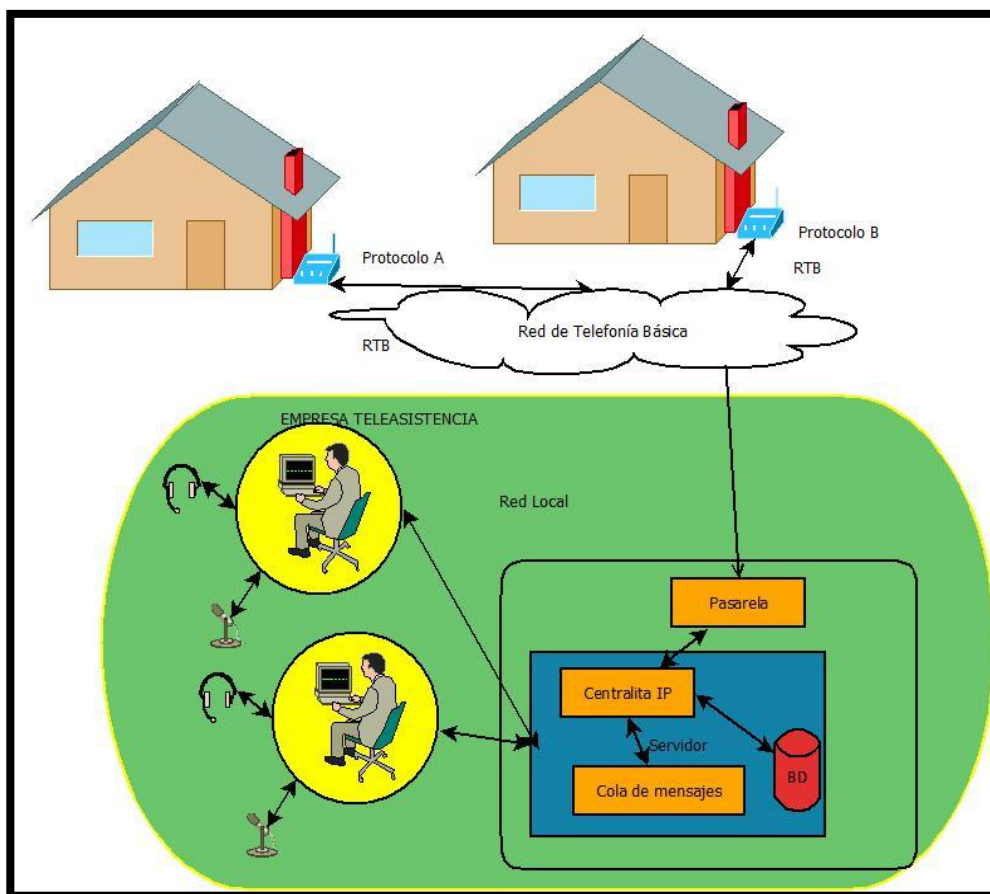 Protocolo B
Protocolo A
RTB
Red de Telefonía Básica
RTB
EMPRESA TELEASISTENCIA
Red Local
Pasarela
Centralita IP
Servidor
BD
Cola de mensajes